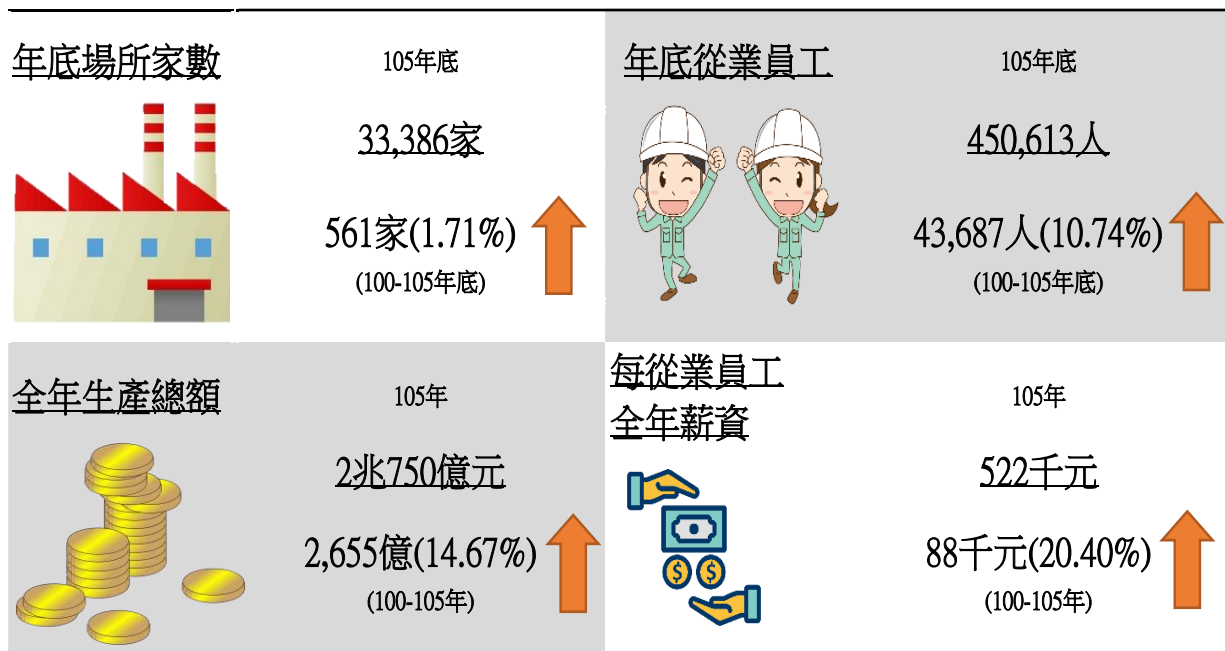 年底場所家數
105年底
33,386家
561家(1.71%)
(100-105年底)
年底從業員工
105年底
450,613人
43,687人(10.74%)
(100-105年底)
全年生產總額
105年
2兆750億元
2,655億(14.67%)
(100-105年)
每從業員工
全年薪資
105年
522千元
88千元(20.40%)
(100-105年)
$ $